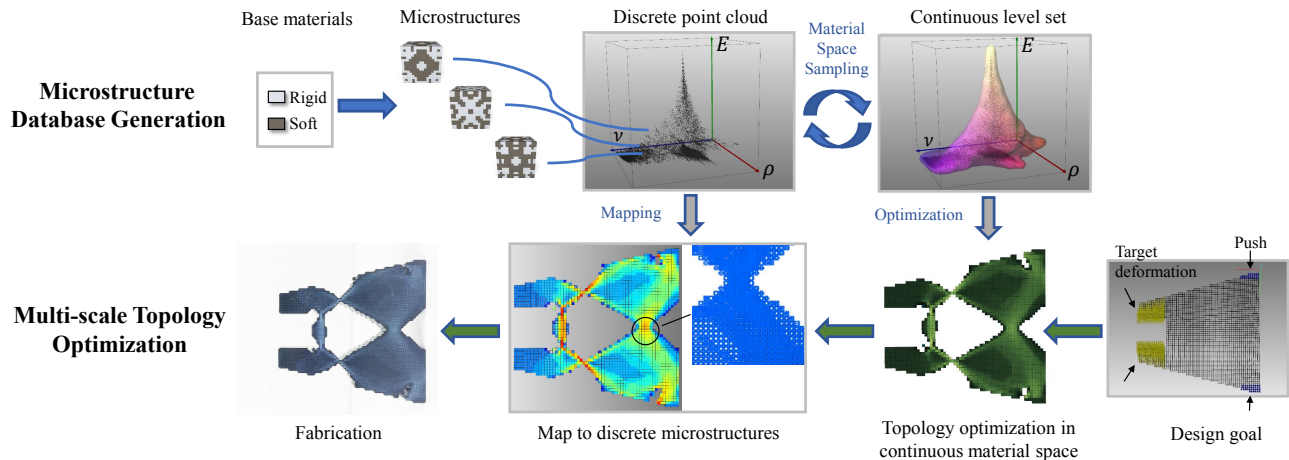 Base materials
Microstructures
Discrete point cloud
Continuous level set
Microstructure
Database Generation
Rigid
Soft
E
ν
ρ
Material
Space
Sampling
E
ν
ρ
Mapping
Optimization
Multi-scale Topology
Optimization
Target
deformation
Push
Fabrication
Map to discrete microstructures
Topology optimization in
continuous material space
Design goal